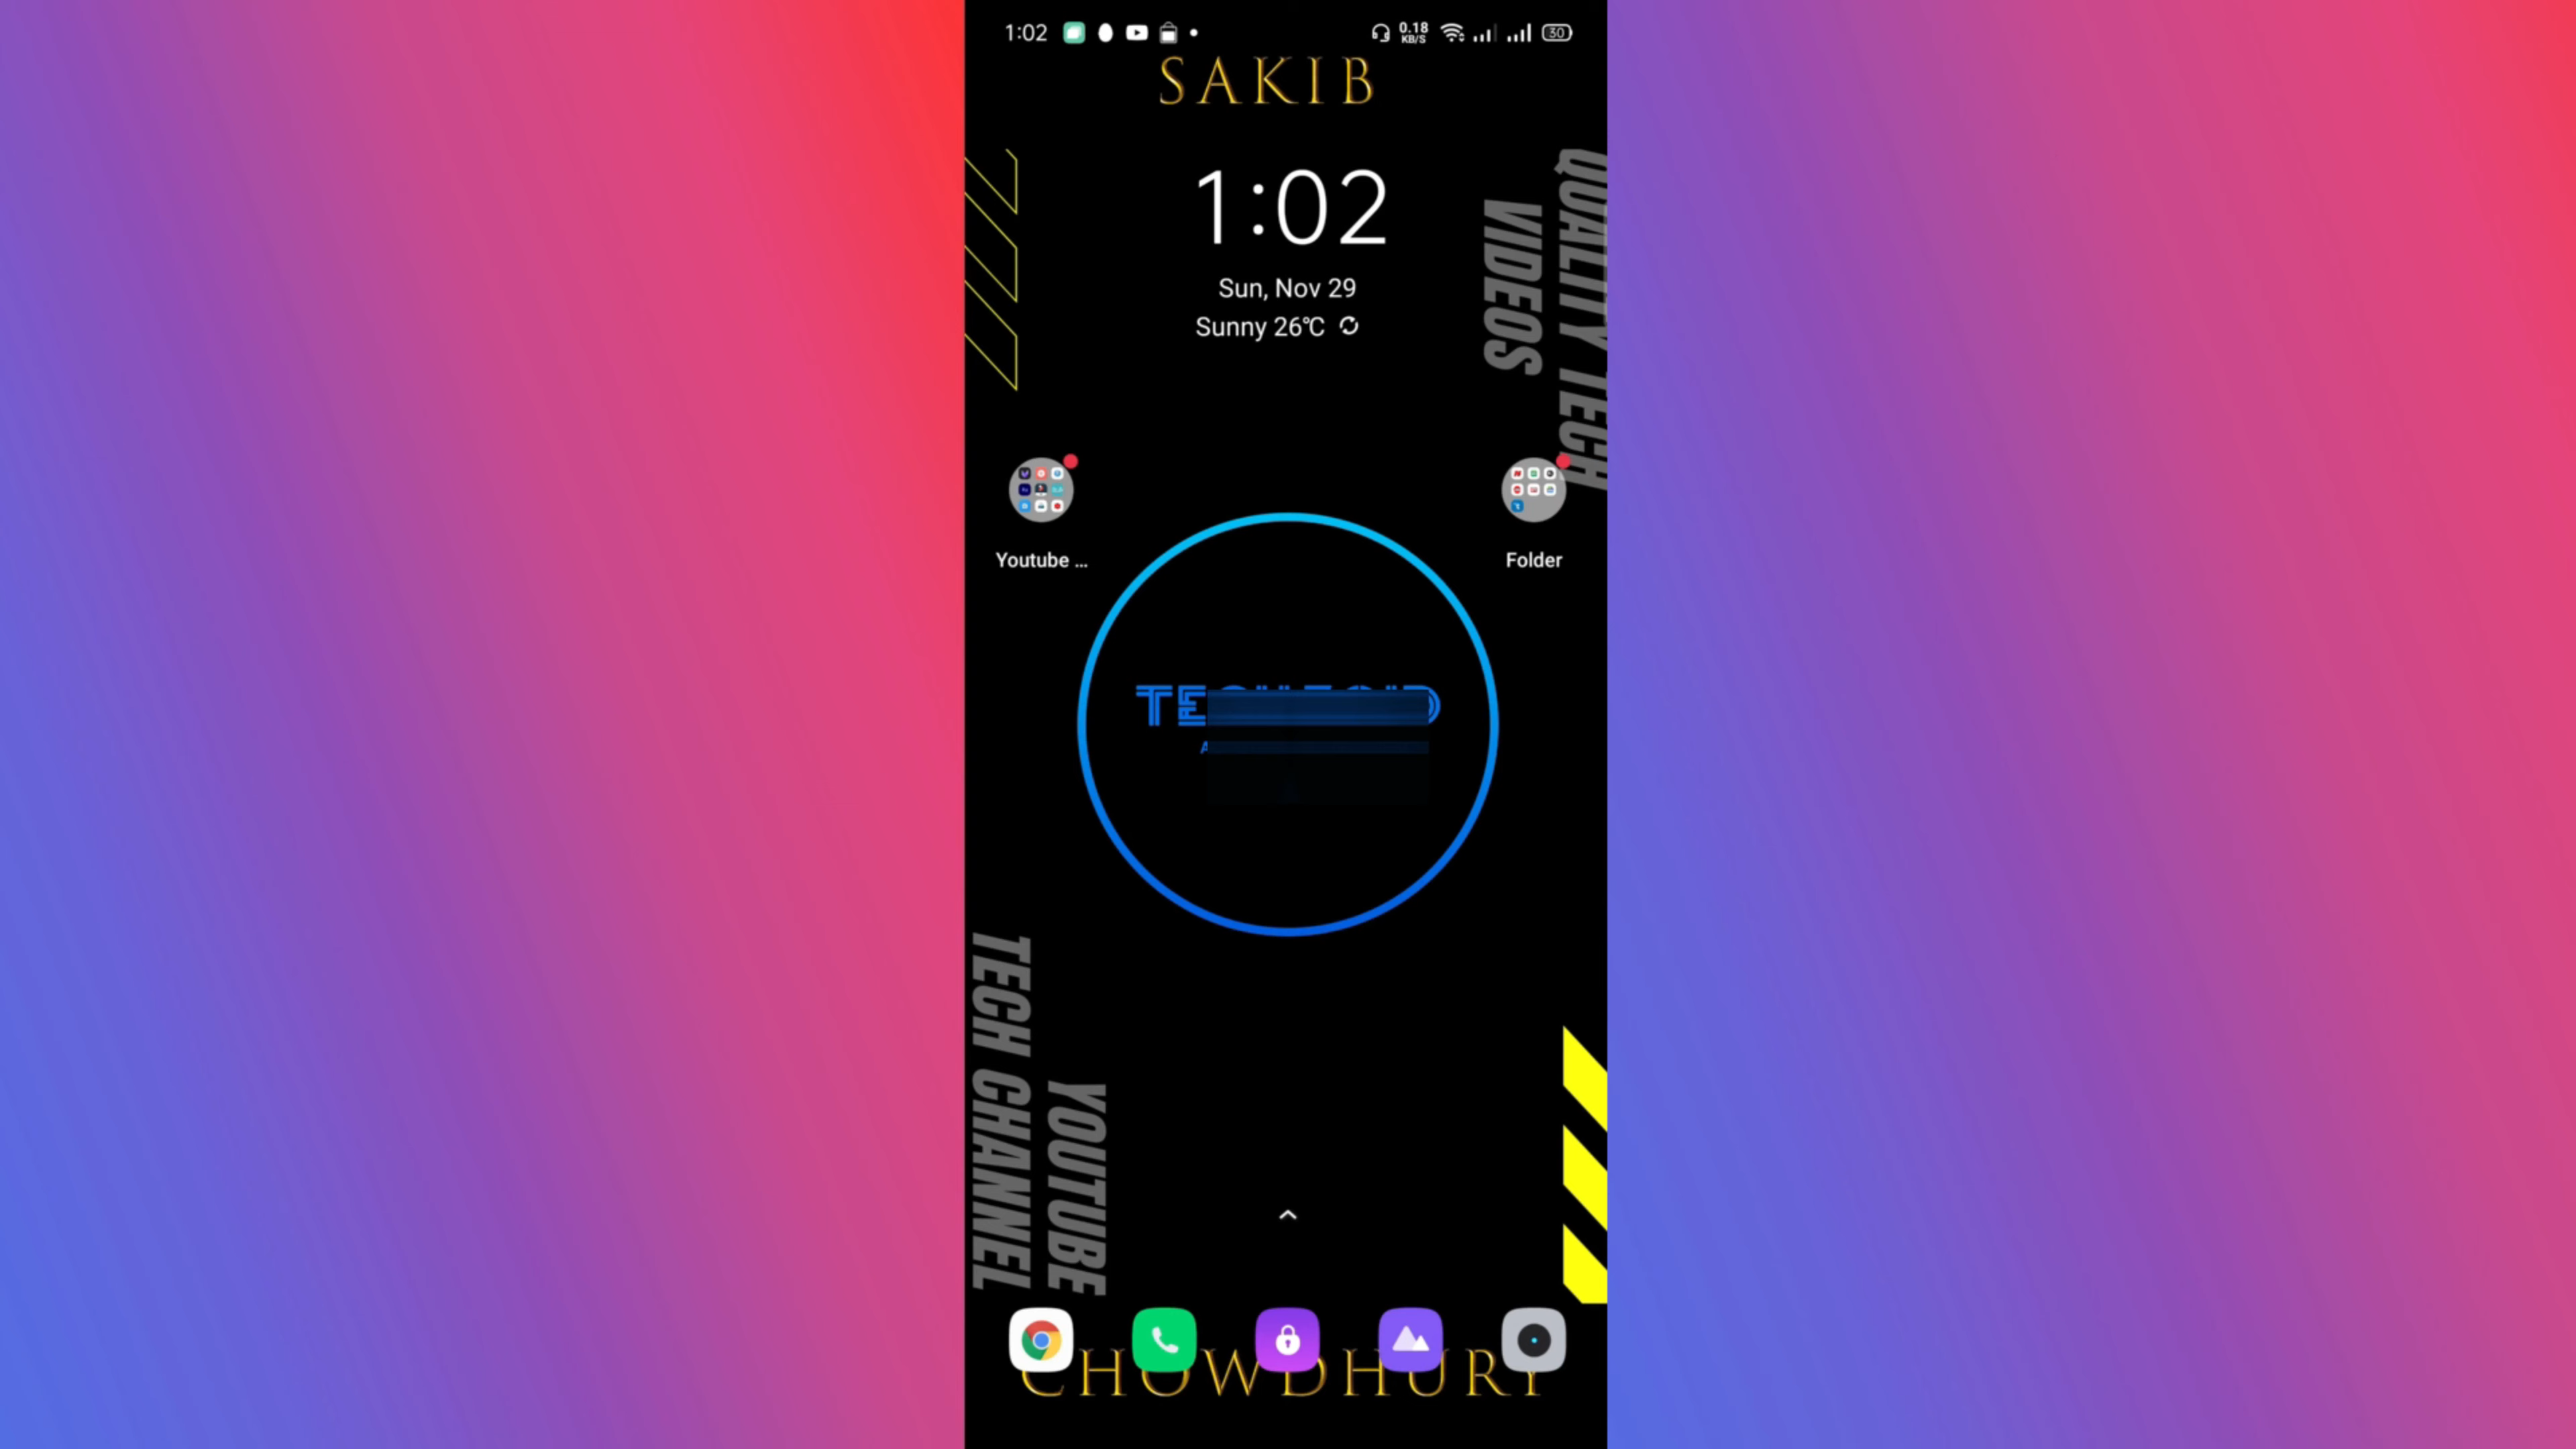 1:02
0.18
KB/S
30
SAKIB
1:02
Sun, Nov 29
Sunny 26℃
QUALITY TECH
VIDEOS
Youtube ...
Folder
TECH CHANNEL
YOUTUBE
CHOWDHURY